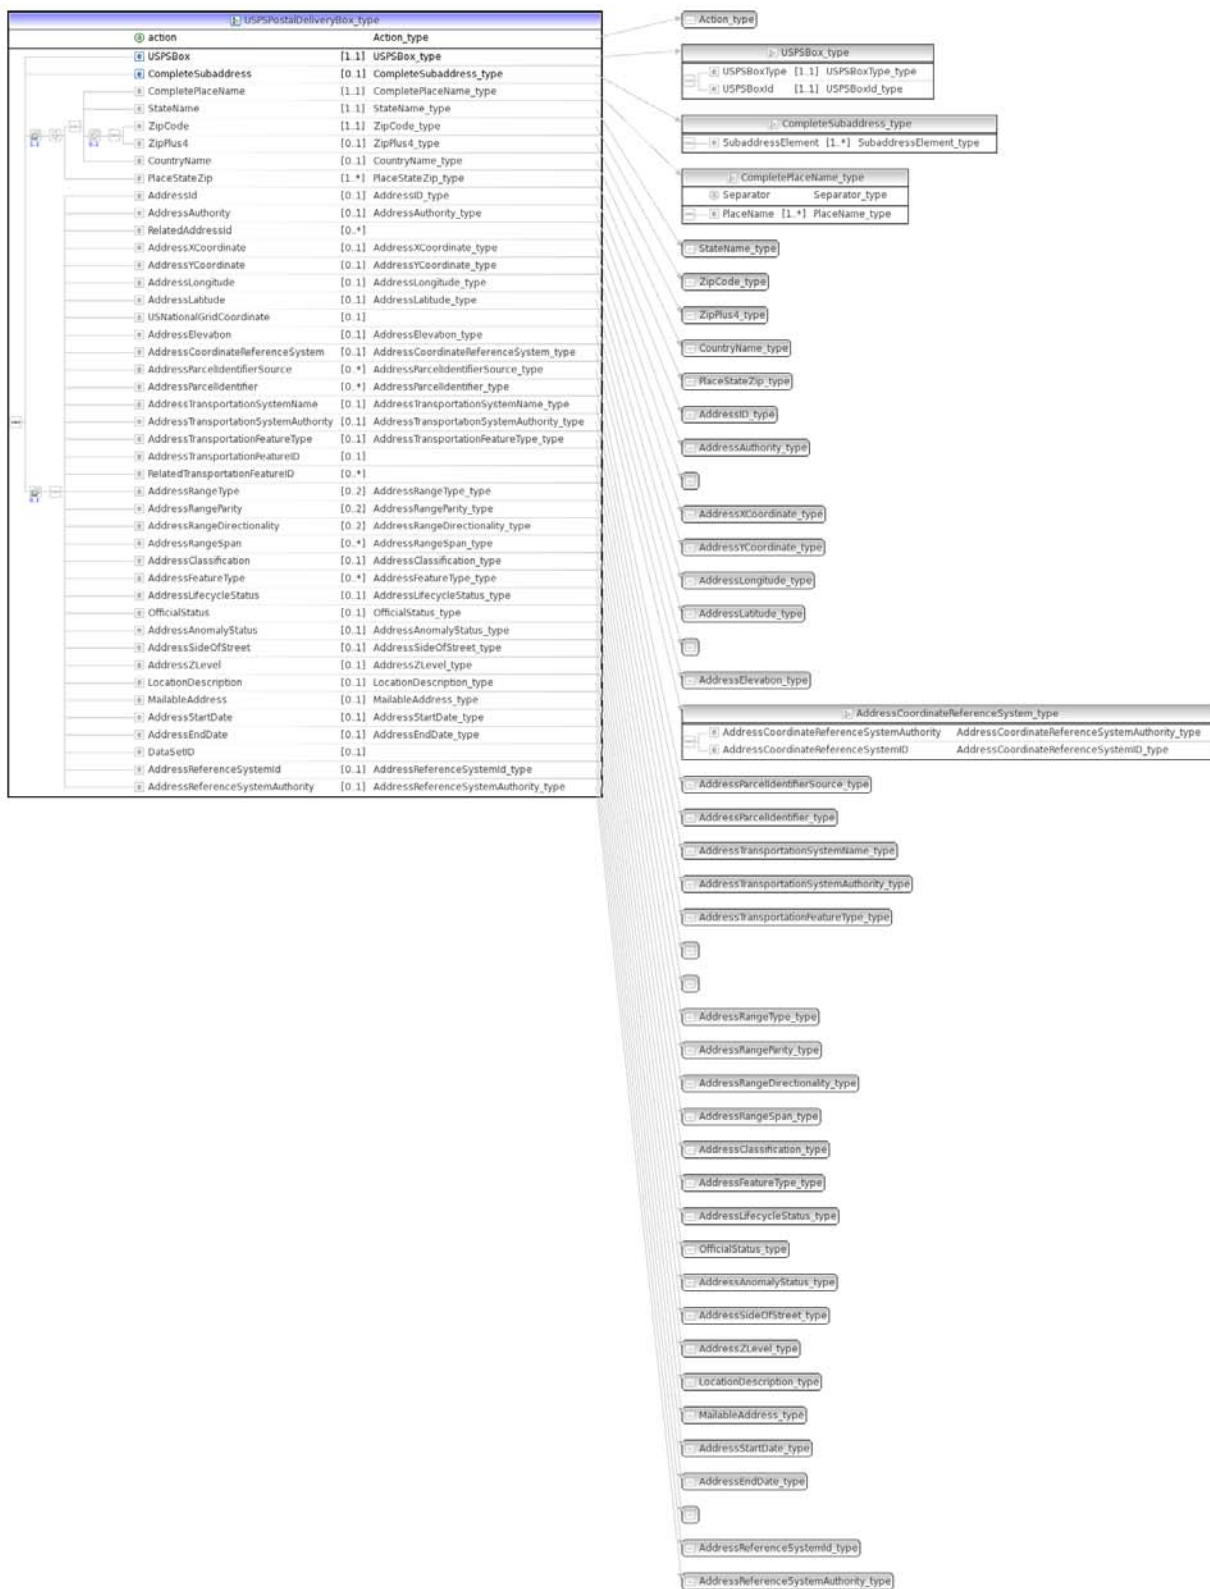 USPSPostalDeliveryBox_type
action Action_type
USPSBox [1..1] USPSBox_type
CompleteSubaddress [0..1] CompleteSubaddress_type
CompletePlaceName [1..1] CompletePlaceName_type
StateName [1..1] StateName_type
ZipCode [1..1] ZipCode_type
ZipPlus4 [0..1] ZipPlus4_type
CountryName [0..1] CountryName_type
PlaceStateZip [1..*] PlaceStateZip_type
AddressId [0..1] AddressID_type
AddressAuthority [0..1] AddressAuthority_type
RelatedAddressId [0..*]
AddressXCoordinate [0..1] AddressXCoordinate_type
AddressYCoordinate [0..1] AddressYCoordinate_type
AddressLongitude [0..1] AddressLongitude_type
AddressLatitude [0..1] AddressLatitude_type
USNationalGridCoordinate [0..1]
AddressElevation [0..1] AddressElevation_type
AddressCoordinateReferenceSystem [0..1] AddressCoordinateReferenceSystem_type
AddressParcelIdentifierSource [0..*] AddressParcelIdentifierSource_type
AddressParcelIdentifier [0..*] AddressParcelIdentifier_type
AddressTransportationSystemName [0..1] AddressTransportationSystemName_type
AddressTransportationSystemAuthority [0..1] AddressTransportationSystemAuthority_type
AddressTransportationFeatureType [0..1] AddressTransportationFeatureType_type
AddressTransportationFeatureID [0..1]
RelatedTransportationFeatureID [0..*]
AddressRangeType [0..2] AddressRangeType_type
AddressRangeParity [0..2] AddressRangeParity_type
AddressRangeDirectionality [0..2] AddressRangeDirectionality_type
AddressRangeSpan [0..*] AddressRangeSpan_type
AddressClassification [0..1] AddressClassification_type
AddressFeatureType [0..*] AddressFeatureType_type
AddressLifecycleStatus [0..1] AddressLifecycleStatus_type
OfficialStatus [0..1] OfficialStatus_type
AddressAnomalyStatus [0..1] AddressAnomalyStatus_type
AddressSideOfStreet [0..1] AddressSideOfStreet_type
AddressZLevel [0..1] AddressZLevel_type
LocationDescription [0..1] LocationDescription_type
MailableAddress [0..1] MailableAddress_type
AddressStartDate [0..1] AddressStartDate_type
AddressEndDate [0..1] AddressEndDate_type
DataSetID [0..1]
AddressReferenceSystemId [0..1] AddressReferenceSystemId_type
AddressReferenceSystemAuthority [0..1] AddressReferenceSystemAuthority_type
Action_type
USPSBox_type
USPSBoxType [1..1] USPSBoxType_type
USPSBoxId [1..1] USPSBoxId_type
CompleteSubaddress_type
SubaddressElement [1..*] SubaddressElement_type
CompletePlaceName_type
Separator Separator_type
PlaceName [1..*] PlaceName_type
StateName_type
ZipCode_type
ZipPlus4_type
CountryName_type
PlaceStateZip_type
AddressID_type
AddressAuthority_type
AddressXCoordinate_type
AddressYCoordinate_type
AddressLongitude_type
AddressLatitude_type
AddressElevation_type
AddressCoordinateReferenceSystem_type
AddressCoordinateReferenceSystemAuthority AddressCoordinateReferenceSystemAuthority_type
AddressCoordinateReferenceSystemID AddressCoordinateReferenceSystemID_type
AddressParcelIdentifierSource_type
AddressParcelIdentifier_type
AddressTransportationSystemName_type
AddressTransportationSystemAuthority_type
AddressTransportationFeatureType_type
AddressRangeType_type
AddressRangeParity_type
AddressRangeDirectionality_type
AddressRangeSpan_type
AddressClassification_type
AddressFeatureType_type
AddressLifecycleStatus_type
OfficialStatus_type
AddressAnomalyStatus_type
AddressSideOfStreet_type
AddressZLevel_type
LocationDescription_type
MailableAddress_type
AddressStartDate_type
AddressEndDate_type
AddressReferenceSystemId_type
AddressReferenceSystemAuthority_type